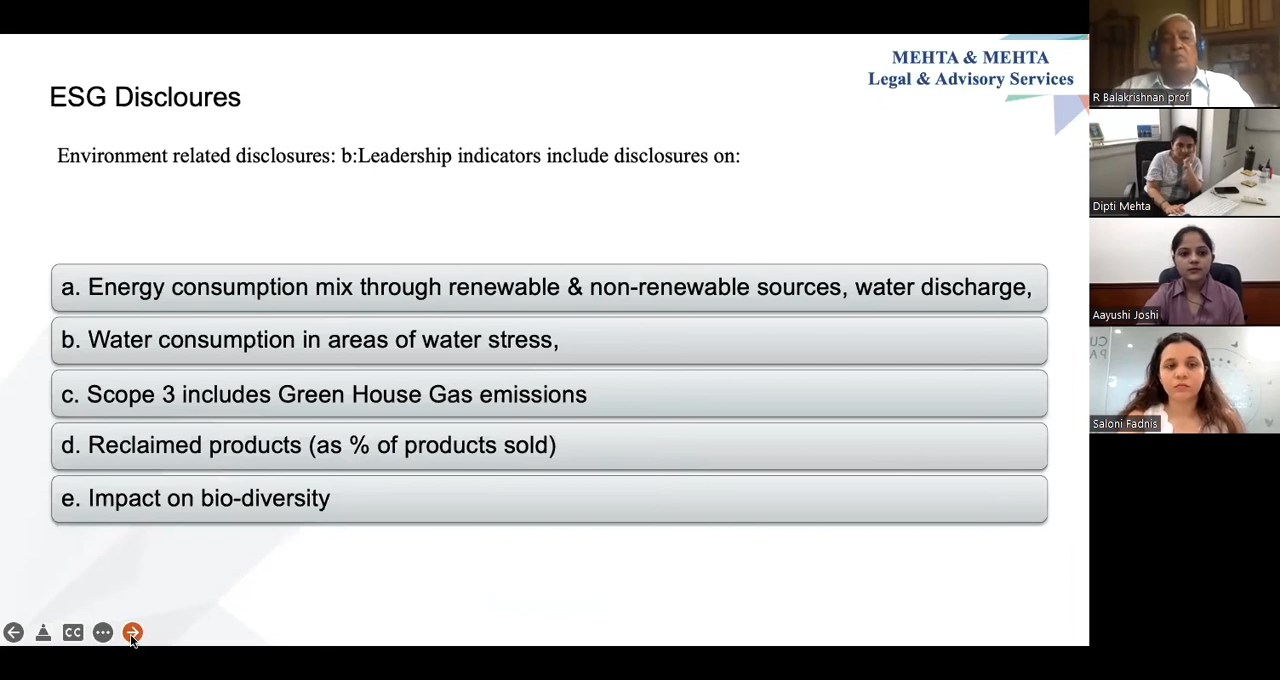 MEHTA & MEHTA
Legal & Advisory Services
ESG Discloures
Environment related disclosures: b:Leadership indicators include disclosures on:
a. Energy consumption mix through renewable & non-renewable sources, water discharge,
b. Water consumption in areas of water stress,
c. Scope 3 includes Green House Gas emissions
d. Reclaimed products (as % of products sold)
e. Impact on bio-diversity
CC
R Balakrishnan prof
Dipti Mehta
Aayushi Joshi
Saloni Fadnis